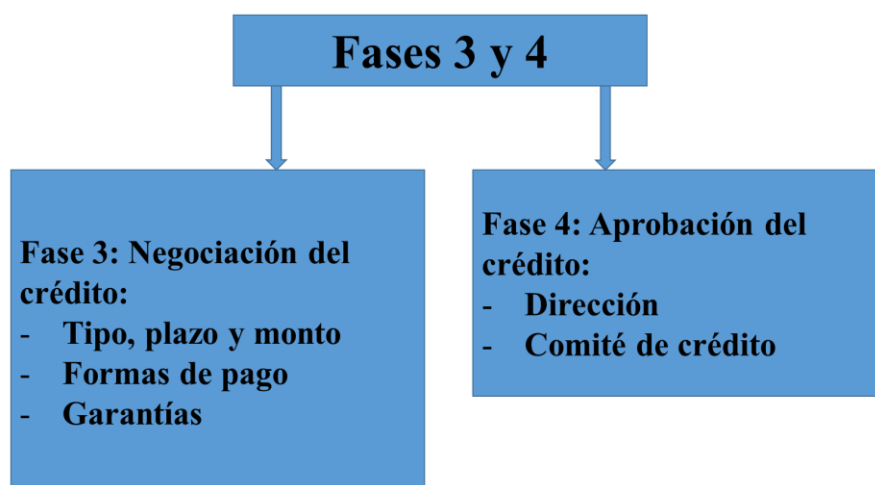 Fases 3 y 4
Fase 3: Negociación del
crédito:
- Tipo, plazo y monto
- Formas de pago
- Garantías
Fase 4: Aprobación del
crédito:
- Dirección
- Comité de crédito